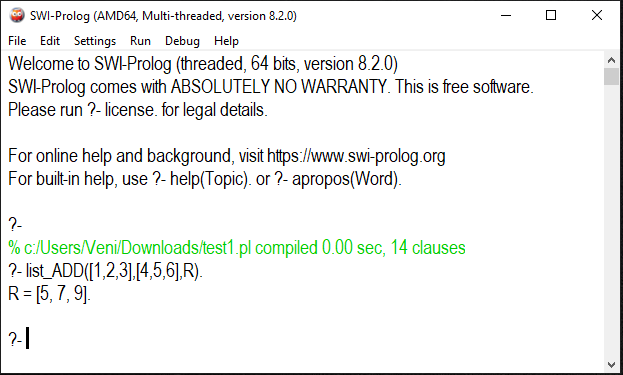 SWI-Prolog (AMD64, Multi-threaded, version 8.2.0)
File Edit Settings Run Debug Help
Welcome to SWI-Prolog (threaded, 64 bits, version 8.2.0)
SWI-Prolog comes with ABSOLUTELY NO WARRANTY. This is free software.
Please run ?- license. for legal details.
For online help and background, visit https://www.swi-prolog.org
For built-in help, use ?- help(Topic). or ?- apropos(Word).
?-
% c:/Users/Veni/Downloads/test1.pl compiled 0.00 sec, 14 clauses
?- list_ADD([1,2,3],[4,5,6],R).
R = [5, 7, 9].
?-